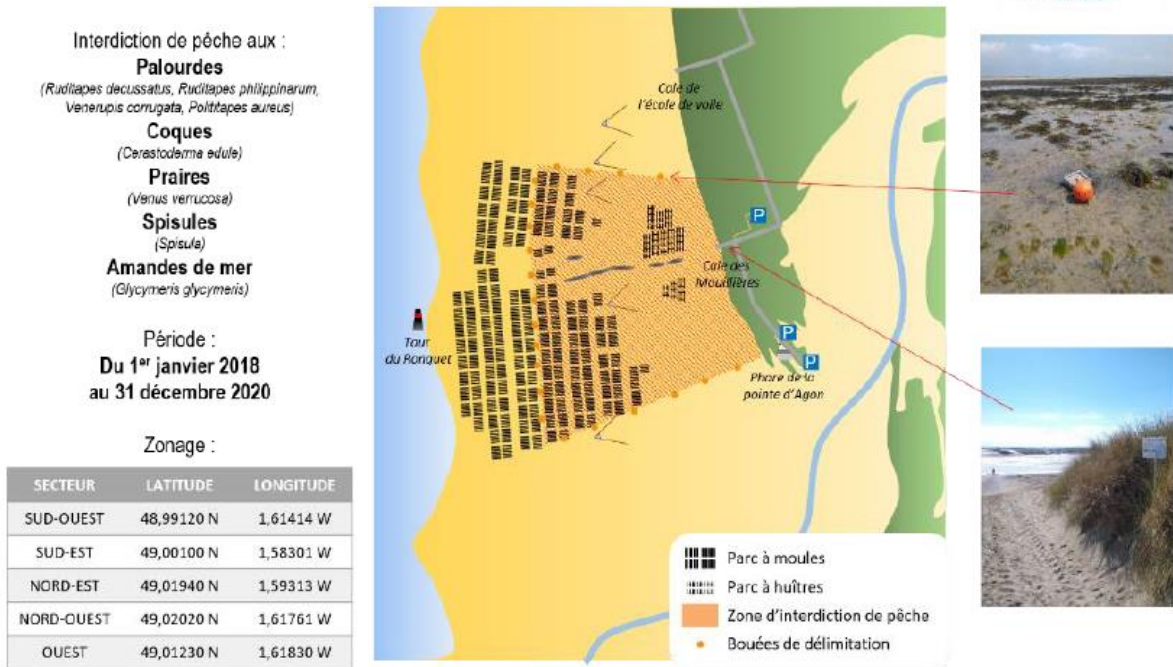 Interdiction de pêche aux :
Palourdes
(Ruditapes decussatus, Ruditapes philippinarum,
Venerupis corrugata, Polititapes aureus)
Coques
(Cerastoderma edule)
Praires
(Venus verrucosa)
Spisules
(Spisula)
Amandes de mer
(Glycymeris glycymeris)
Période :
Du 1er janvier 2018
au 31 décembre 2020
Zonage :
SECTEUR LATITUDE LONGITUDE
SUD-OUEST 48,99120 N 1,61414 W
SUD-EST 49,00100 N 1,58301 W
NORD-EST 49,01940 N 1,59313 W
NORD-OUEST 49,02020 N 1,61761 W
OUEST 49,01230 N 1,61830 W
Cale de
l'école de voile
P
Cale des
Mouillères
Tour
du Ronquet
P
P
Phare de la
pointe d'Agon
Parc à moules
Parc à huîtres
Zone d'interdiction de pêche
Bouées de délimitation